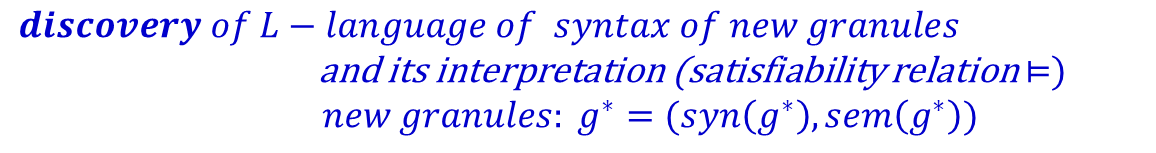 discovery of L − language of syntax of new granules
and its interpretation (satisfiability relation ⊨)
new granules: g* = (syn(g*), sem(g*))